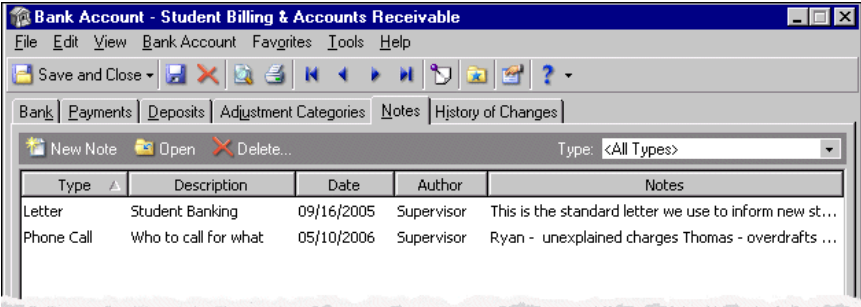 Bank Account - Student Billing & Accounts Receivable
File Edit View Bank Account Favorites Tools Help
Save and Close
Bank Payments Deposits Adjustment Categories Notes History of Changes
New Note Open Delete... Type: <All Types>
Type Description Date Author Notes
Letter Student Banking 09/16/2005 Supervisor This is the standard letter we use to inform new st...
Phone Call Who to call for what 05/10/2006 Supervisor Ryan - unexplained charges Thomas - overdrafts ...